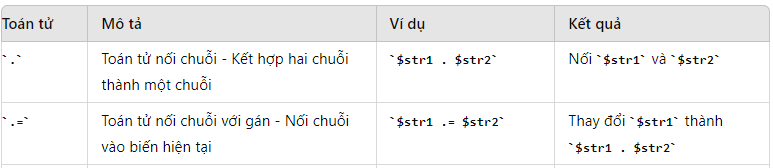 Toán tử Mô tả Ví dụ Kết quả
`.` Toán tử nối chuỗi - Kết hợp hai chuỗi `$str1 . $str2` Nối `$str1` và `$str2`
thành một chuỗi
`.=` Toán tử nối chuỗi với gán - Nối chuỗi `$str1 .= $str2` Thay đổi `$str1` thành
vào biến hiện tại `$str1 . $str2`